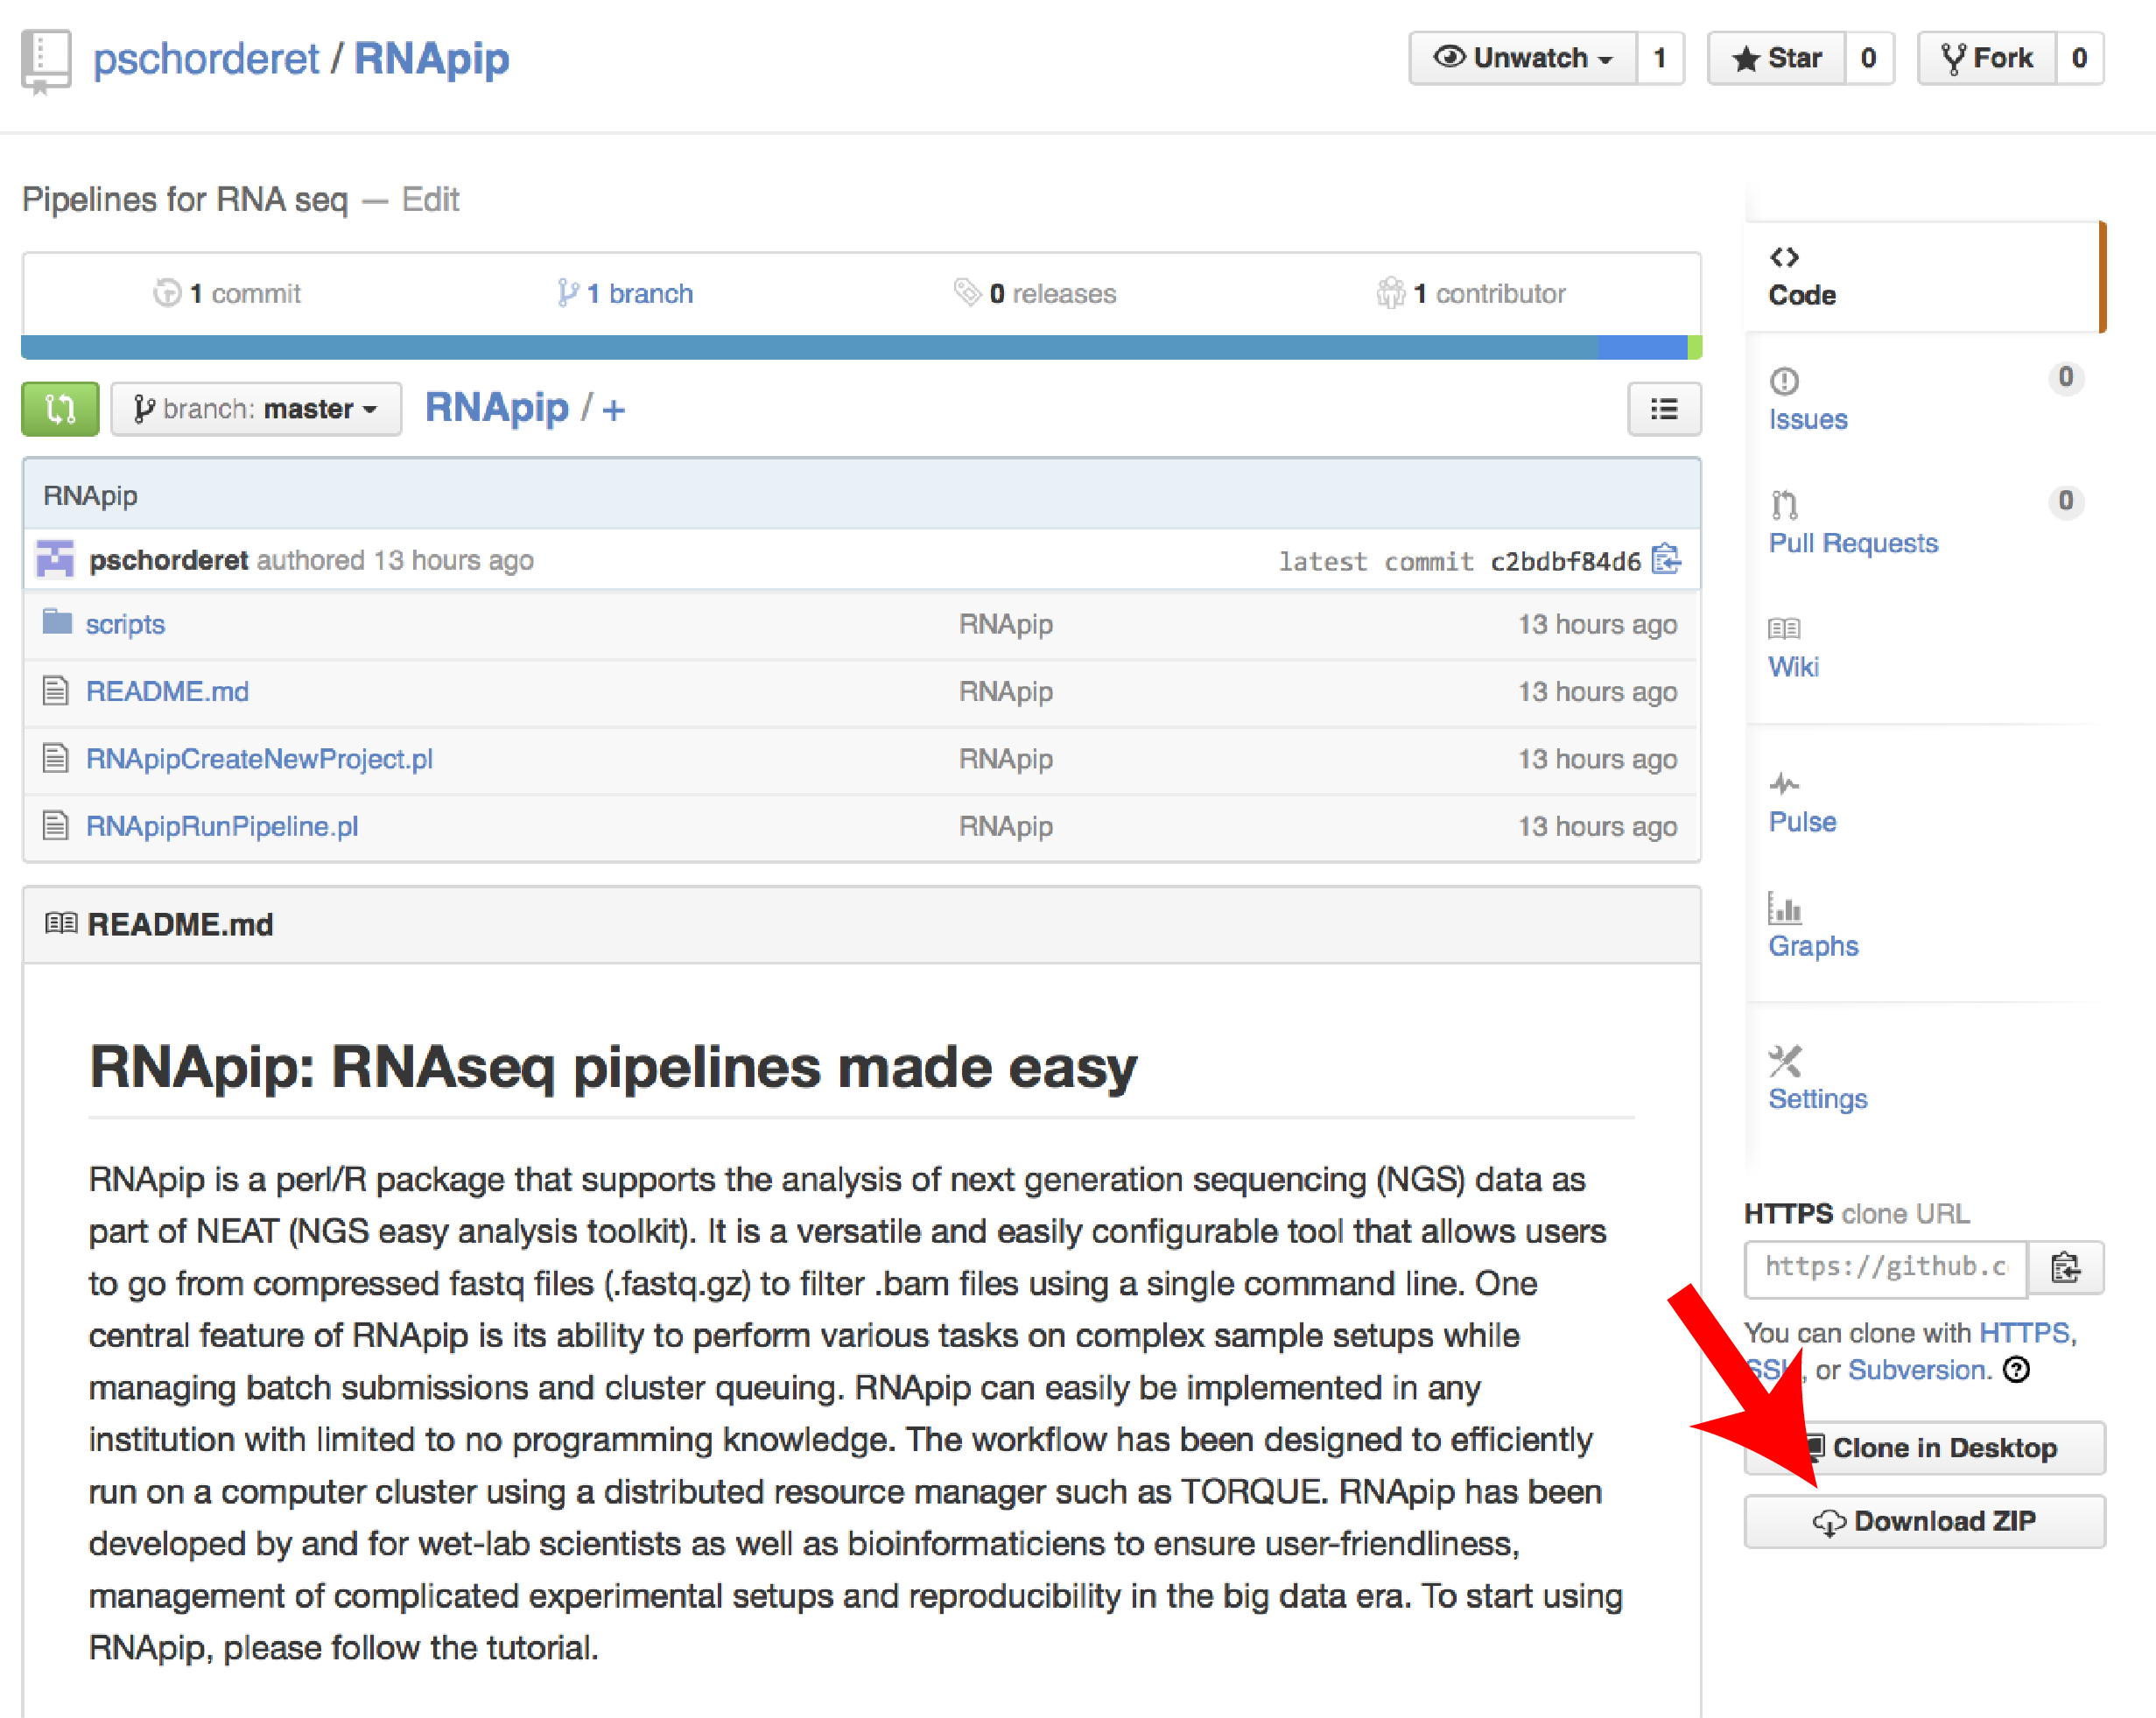 pschorderet / RNApip
Unwatch 1 Star 0 Fork 0
Pipelines for RNA seq — Edit
1 commit 1 branch 0 releases 1 contributor
branch: master RNApip / +
RNApip
pschorderet authored 13 hours ago latest commit c2bdbf84d6
scripts RNApip 13 hours ago
README.md RNApip 13 hours ago
RNApipCreateNewProject.pl RNApip 13 hours ago
RNApipRunPipeline.pl RNApip 13 hours ago
README.md
RNApip: RNAseq pipelines made easy
RNApip is a perl/R package that supports the analysis of next generation sequencing (NGS) data as
part of NEAT (NGS easy analysis toolkit). It is a versatile and easily configurable tool that allows users
to go from compressed fastq files (.fastq.gz) to filter .bam files using a single command line. One
central feature of RNApip is its ability to perform various tasks on complex sample setups while
managing batch submissions and cluster queuing. RNApip can easily be implemented in any
institution with limited to no programming knowledge. The workflow has been designed to efficiently
run on a computer cluster using a distributed resource manager such as TORQUE. RNApip has been
developed by and for wet-lab scientists as well as bioinformaticiens to ensure user-friendliness,
management of complicated experimental setups and reproducibility in the big data era. To start using
RNApip, please follow the tutorial.
Code
Issues 0
Pull Requests 0
Wiki
Pulse
Graphs
Settings
HTTPS clone URL
https://github.c
You can clone with HTTPS,
SSH, or Subversion.
Clone in Desktop
Download ZIP